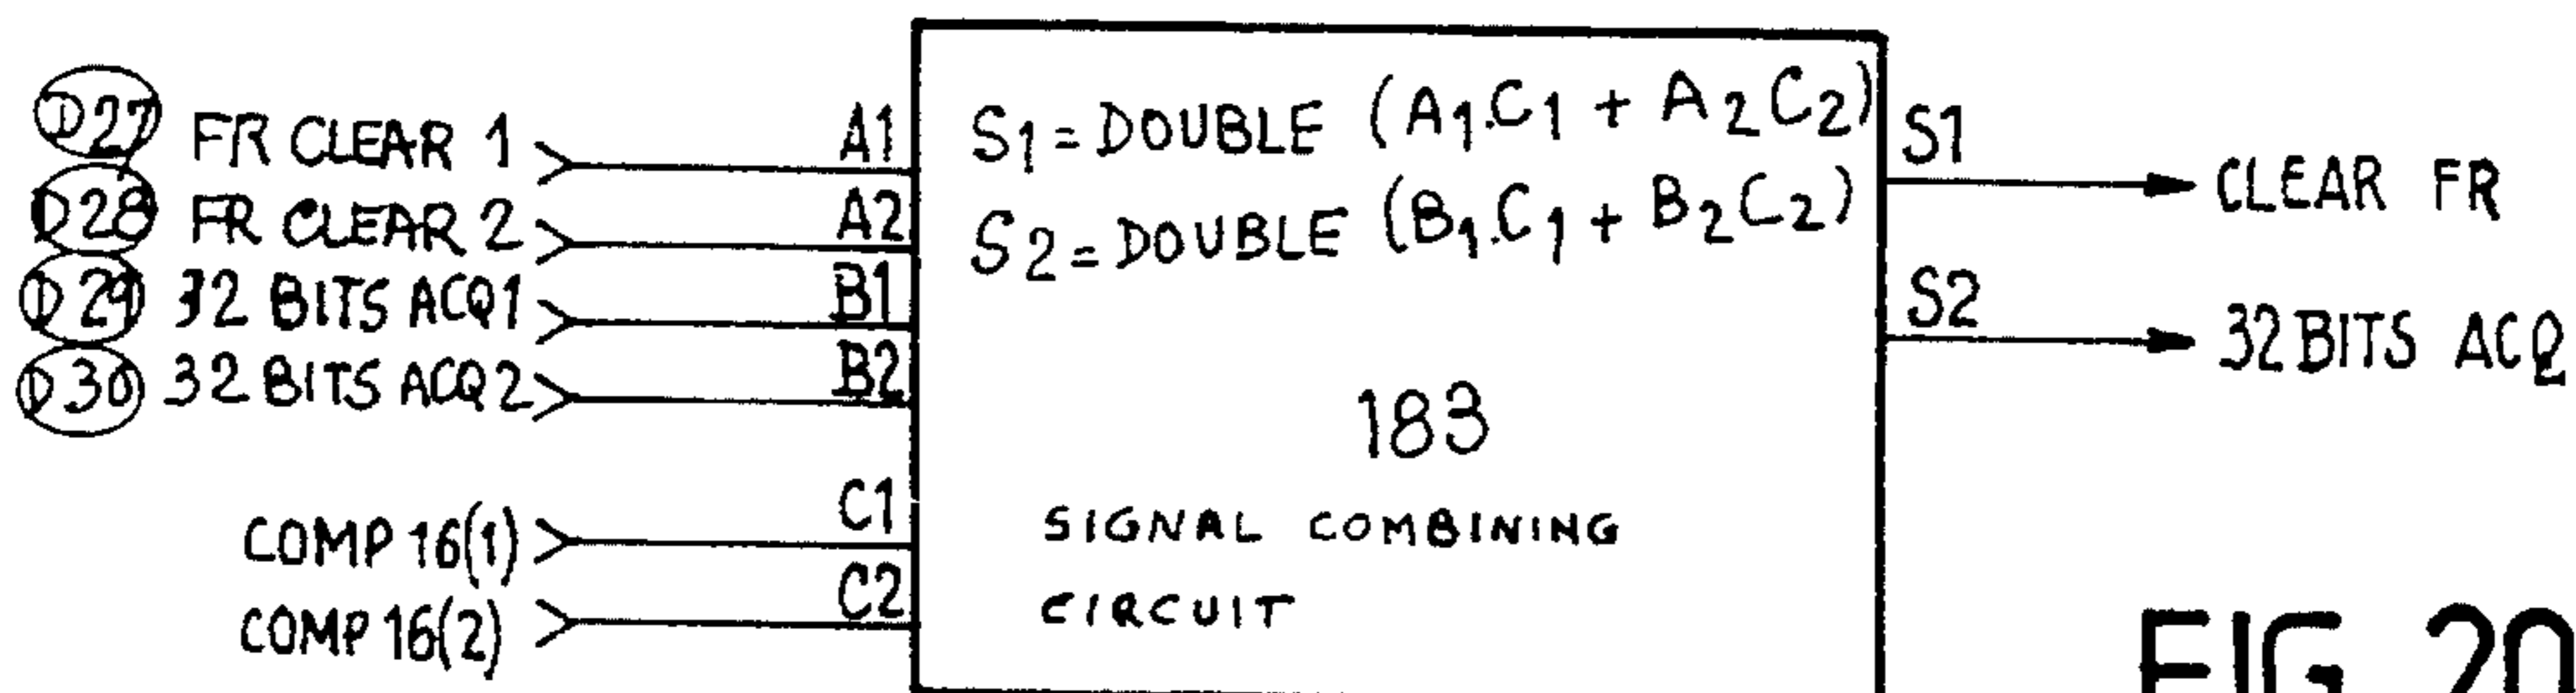 D27 FR CLEAR 1 A1
D28 FR CLEAR 2 A2
D29 32 BITS ACQ1 B1
D30 32 BITS ACQ2 B2
COMP 16(1) C1
COMP 16(2) C2
S1 = DOUBLE (A1.C1 + A2C2)
S2 = DOUBLE (B1.C1 + B2C2)
183
SIGNAL COMBINING
CIRCUIT
S1 CLEAR FR
S2 32BITS ACQ
FIG 20